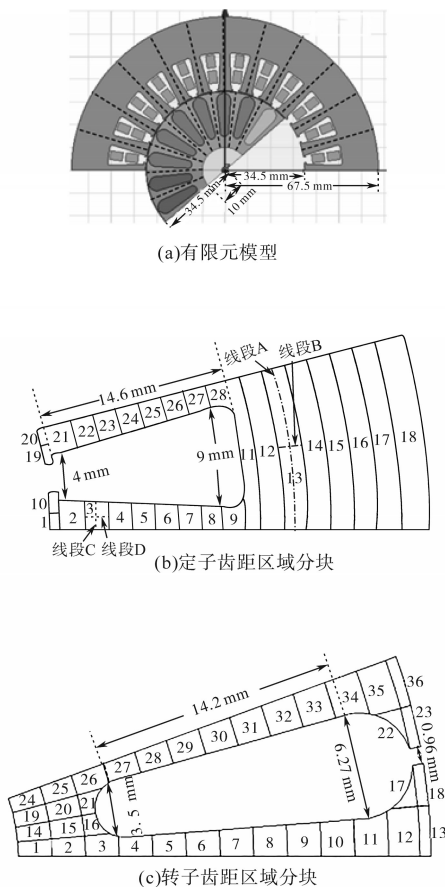 34.5 mm
10 mm
34.5 mm
67.5 mm
(a)有限元模型
14.6 mm
线段A
线段B
20 21 22 23 24 25 26 27 28
19
4 mm
9 mm
11 12 13 14 15 16 17 18
10
1 2 3 4 5 6 7 8 9
线段C 线段D
(b)定子齿距区域分块
14.2 mm
24 25 26 27 28 29 30 31 32 33 34 35 36
19 20 21
22 23
14 15 16
3.5 mm
6.27 mm
0.96 mm
17 18
1 2 3 4 5 6 7 8 9 10 11 12 13
(c)转子齿距区域分块